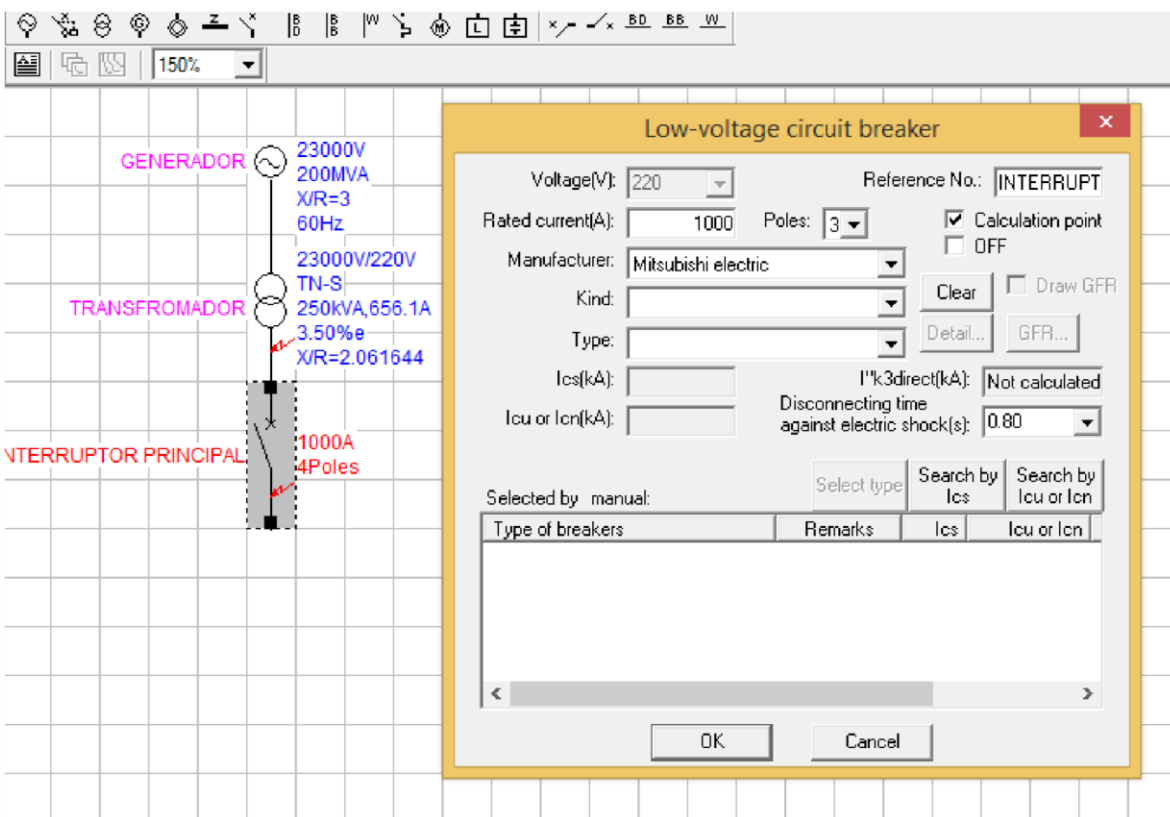 Z
B
D
B
B
W
M
L
BD
BB
W
150%
GENERADOR
23000V
200MVA
X/R=3
60Hz
TRANSFROMADOR
23000V/220V
TN-S
250kVA,656.1A
3.50%e
X/R=2.061644
NTERRUPTOR PRINCIPAL
1000A
4Poles
Low-voltage circuit breaker
Voltage(V): 220 Reference No.: INTERRUPT
Rated current(A): 1000 Poles: 3 Calculation point
OFF
Manufacturer: Mitsubishi electric
Kind: Clear Draw GFR
Type: Detail... GFR...
Ics(kA): I"k3direct(kA): Not calculated
Icu or Icn(kA): Disconnecting time
against electric shock(s): 0.80
Selected by manual: Select type Search by
Ics Search by
Icu or Icn
Type of breakers Remarks Ics Icu or Icn
OK Cancel